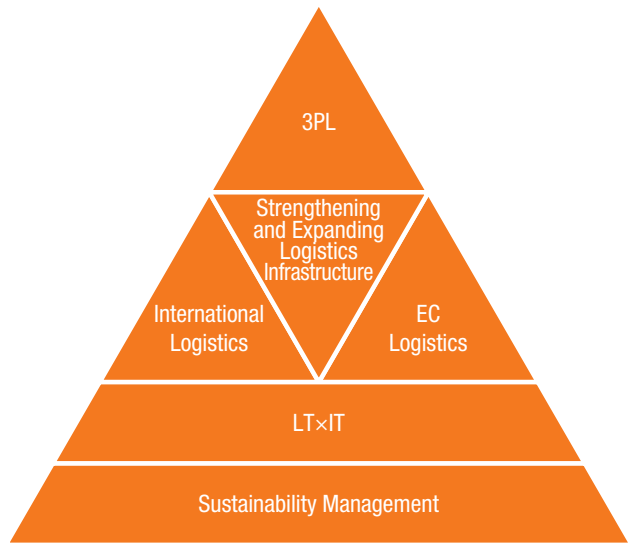 3PL
Strengthening
and Expanding
Logistics
Infrastructure
International
Logistics
EC
Logistics
LT×IT
Sustainability Management